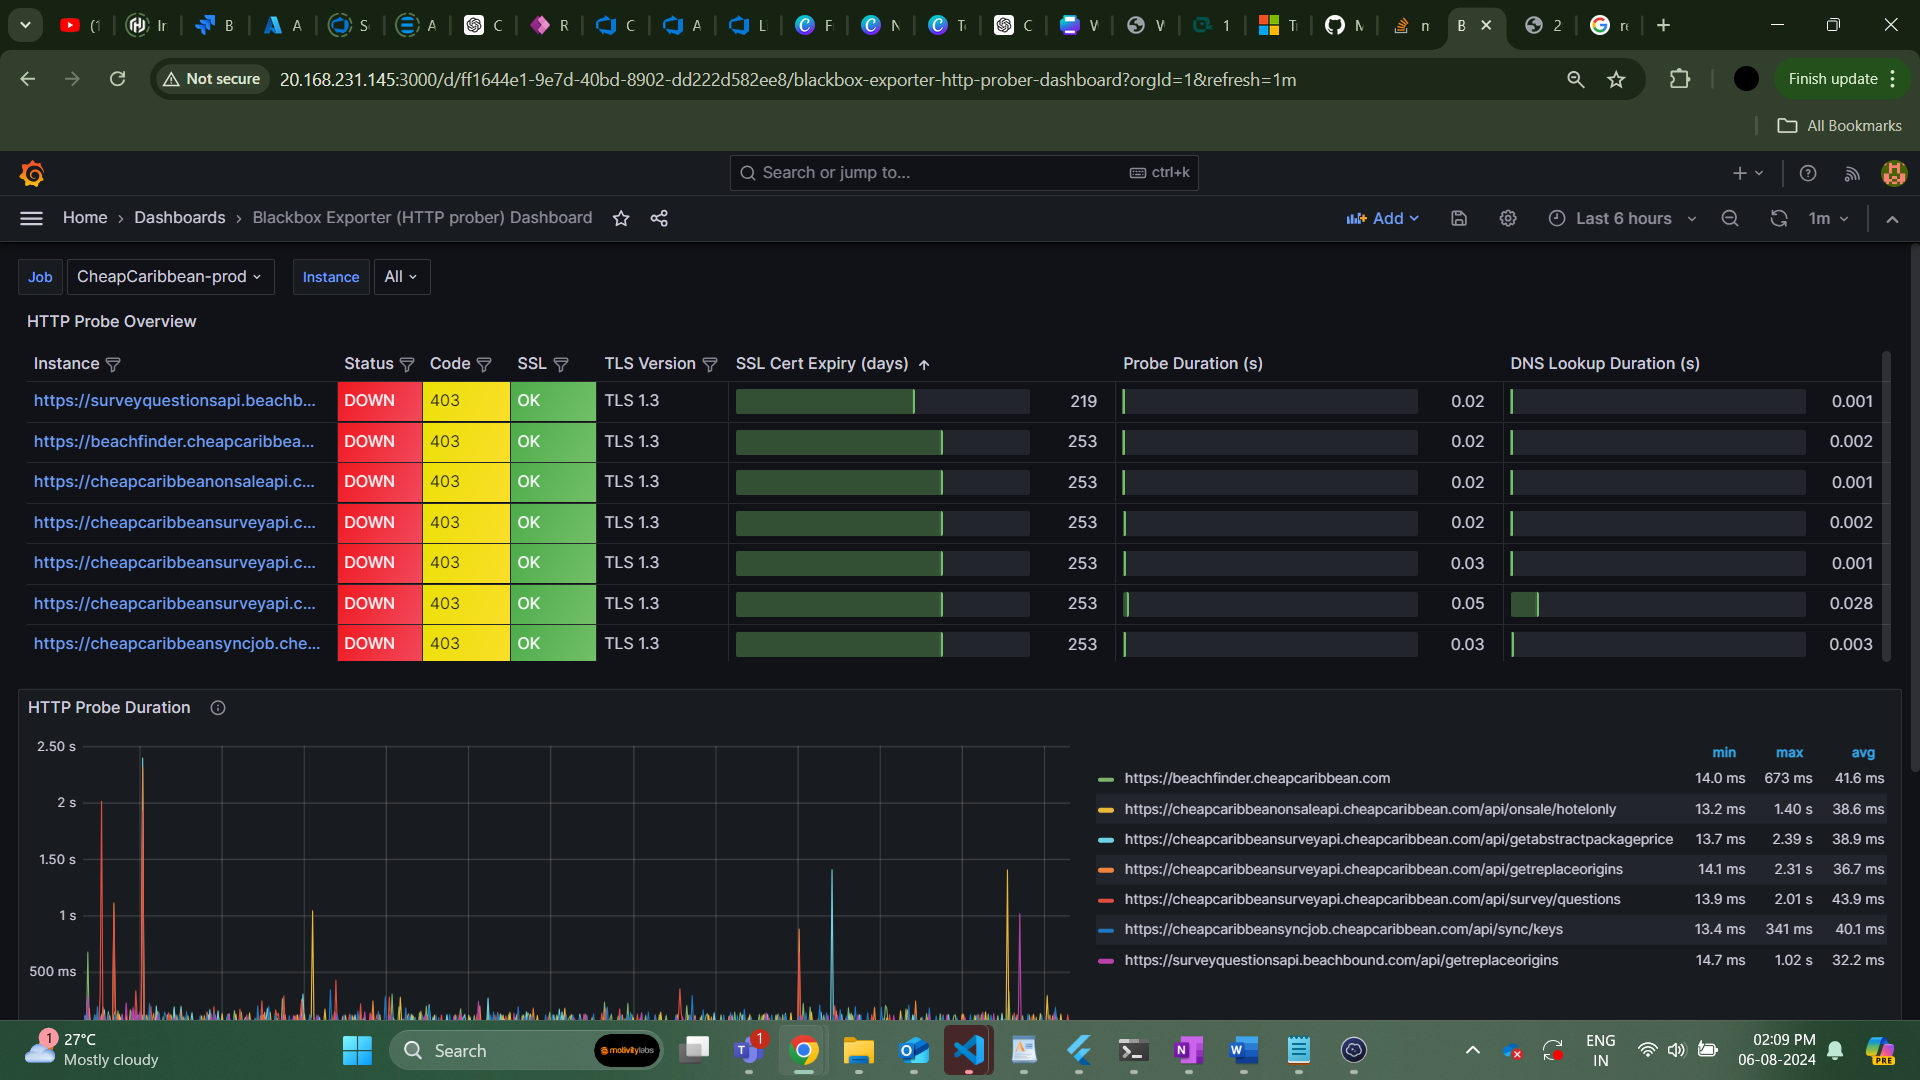 (1
Ir
B
A
S
A
C
R
C
A
Li
F
N
T
C
V
V
1
Ti
M
n
B
2
re
Not secure
20.168.231.145:3000/d/ff1644e1-9e7d-40bd-8902-dd222d582ee8/blackbox-exporter-http-prober-dashboard?orgId=1&refresh=1m
Finish update
All Bookmarks
Search or jump to...
ctrl+k
Home › Dashboards › Blackbox Exporter (HTTP prober) Dashboard
Add
Last 6 hours
1m
Job CheapCaribbean-prod Instance All
HTTP Probe Overview
Instance Status Code SSL TLS Version SSL Cert Expiry (days) Probe Duration (s) DNS Lookup Duration (s)
https://surveyquestionsapi.beachb... DOWN 403 OK TLS 1.3 219 0.02 0.001
https://beachfinder.cheapcaribbea... DOWN 403 OK TLS 1.3 253 0.02 0.002
https://cheapcaribbeanonsaleapi.c... DOWN 403 OK TLS 1.3 253 0.02 0.001
https://cheapcaribbeansurveyapi.c... DOWN 403 OK TLS 1.3 253 0.02 0.002
https://cheapcaribbeansurveyapi.c... DOWN 403 OK TLS 1.3 253 0.03 0.001
https://cheapcaribbeansurveyapi.c... DOWN 403 OK TLS 1.3 253 0.05 0.028
https://cheapcaribbeansyncjob.che... DOWN 403 OK TLS 1.3 253 0.03 0.003
HTTP Probe Duration
2.50 s
2 s
1.50 s
1 s
500 ms
min max avg
https://beachfinder.cheapcaribbean.com 14.0 ms 673 ms 41.6 ms
https://cheapcaribbeanonsaleapi.cheapcaribbean.com/api/onsale/hotelonly 13.2 ms 1.40 s 38.6 ms
https://cheapcaribbeansurveyapi.cheapcaribbean.com/api/getabstractpackageprice 13.7 ms 2.39 s 38.9 ms
https://cheapcaribbeansurveyapi.cheapcaribbean.com/api/getreplaceorigins 14.1 ms 2.31 s 36.7 ms
https://cheapcaribbeansurveyapi.cheapcaribbean.com/api/survey/questions 13.9 ms 2.01 s 43.9 ms
https://cheapcaribbeansyncjob.cheapcaribbean.com/api/sync/keys 13.4 ms 341 ms 40.1 ms
https://surveyquestionsapi.beachbound.com/api/getreplaceorigins 14.7 ms 1.02 s 32.2 ms
1
27°C
Mostly cloudy
Search
motivitylabs
1
ENG
IN
02:09 PM
06-08-2024
PRE